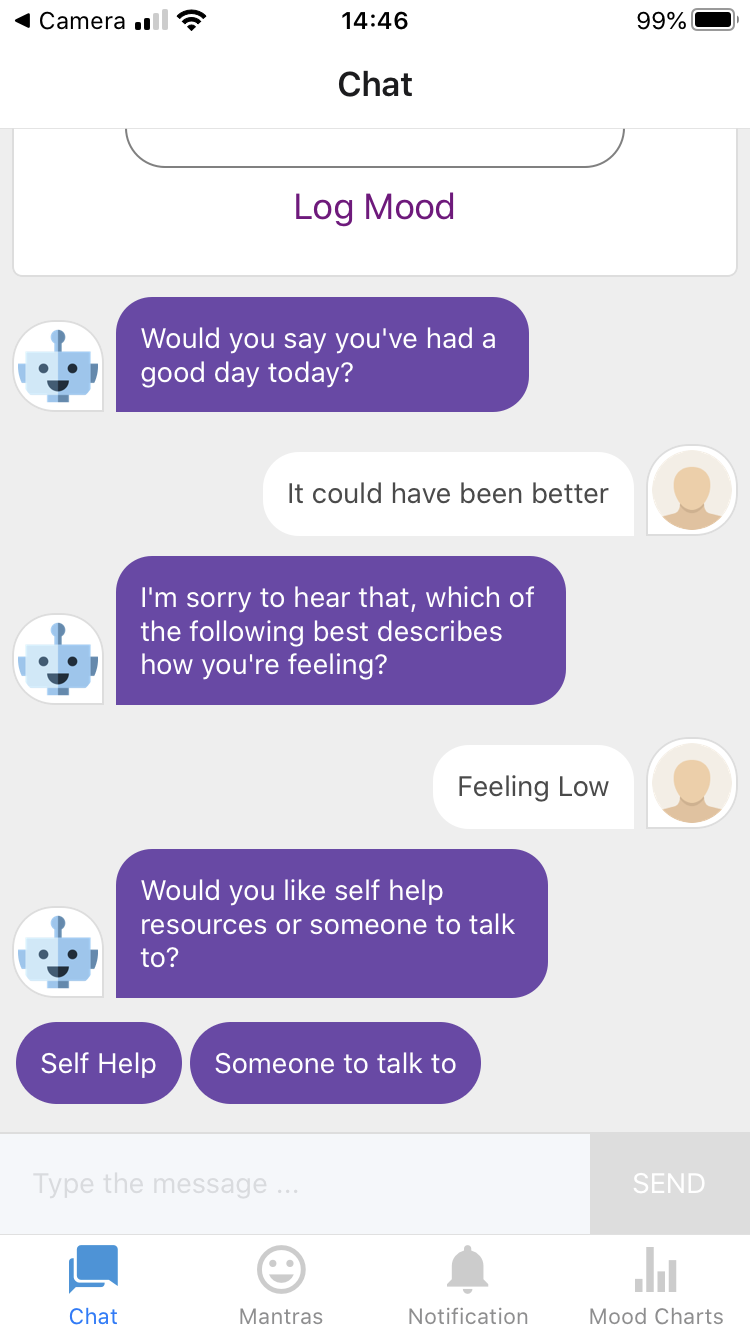 Camera 14:46 99%
Chat
Log Mood
Would you say you've had a
good day today?
It could have been better
I'm sorry to hear that, which of
the following best describes
how you're feeling?
Feeling Low
Would you like self help
resources or someone to talk
to?
Self Help Someone to talk to
Type the message ... SEND
Chat Mantras Notification Mood Charts